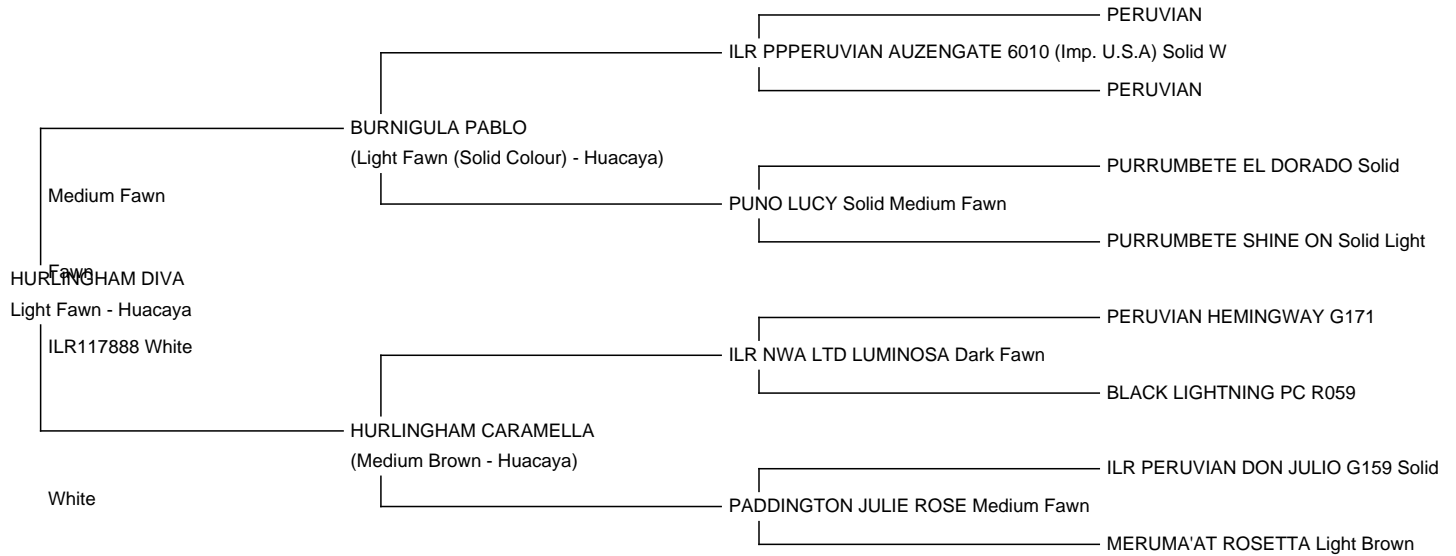 PERUVIAN
ILR PPPERUVIAN AUZENGATE 6010 (Imp. U.S.A) Solid W
PERUVIAN
BURNIGULA PABLO
(Light Fawn (Solid Colour) - Huacaya)
PURRUMBETE EL DORADO Solid
Medium Fawn
PUNO LUCY Solid Medium Fawn
PURRUMBETE SHINE ON Solid Light
Fawn
HURLINGHAM DIVA
Light Fawn - Huacaya
PERUVIAN HEMINGWAY G171
ILR117888 White
ILR NWA LTD LUMINOSA Dark Fawn
BLACK LIGHTNING PC R059
HURLINGHAM CARAMELLA
(Medium Brown - Huacaya)
ILR PERUVIAN DON JULIO G159 Solid
White
PADDINGTON JULIE ROSE Medium Fawn
MERUMA'AT ROSETTA Light Brown